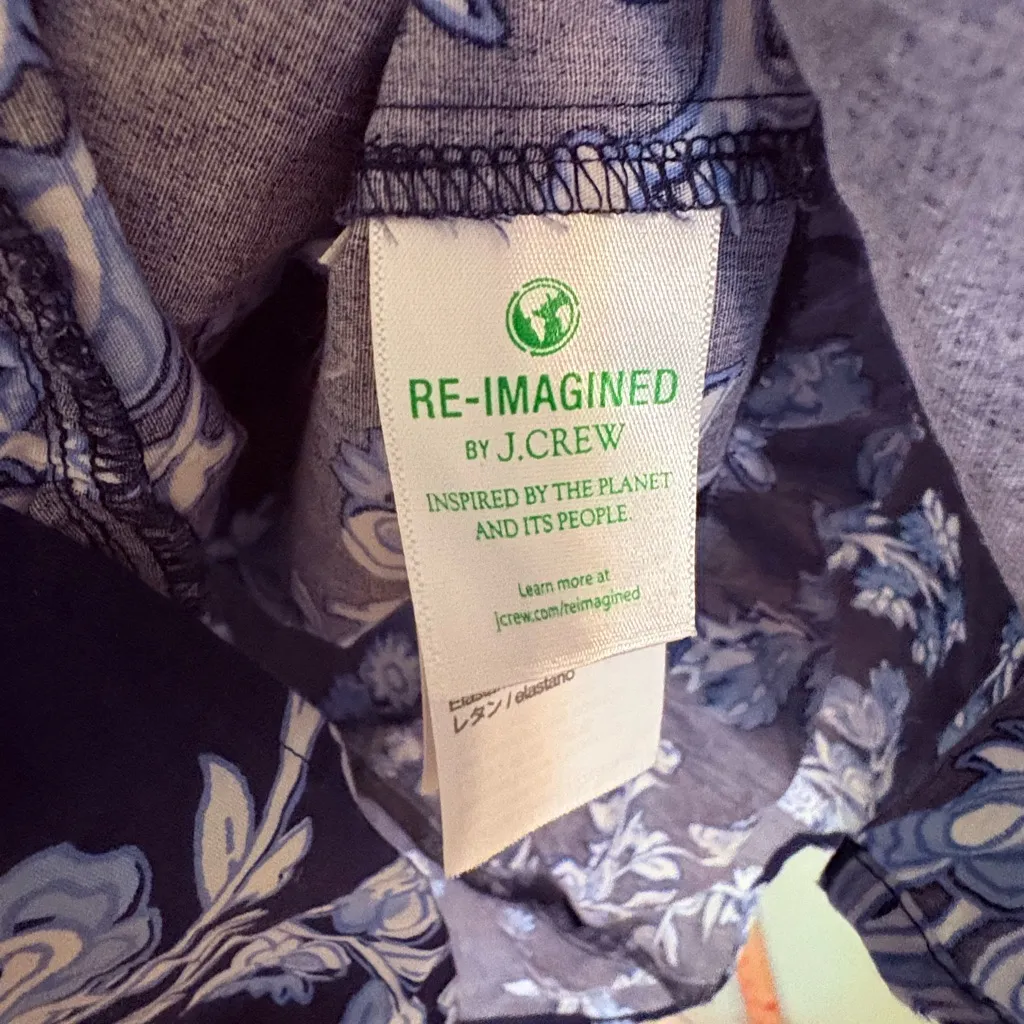 RE-IMAGINED
BY J.CREW
INSPIRED BY THE PLANET
AND ITS PEOPLE.
Learn more at
jcrew.com/reimagined
レタン / elastano